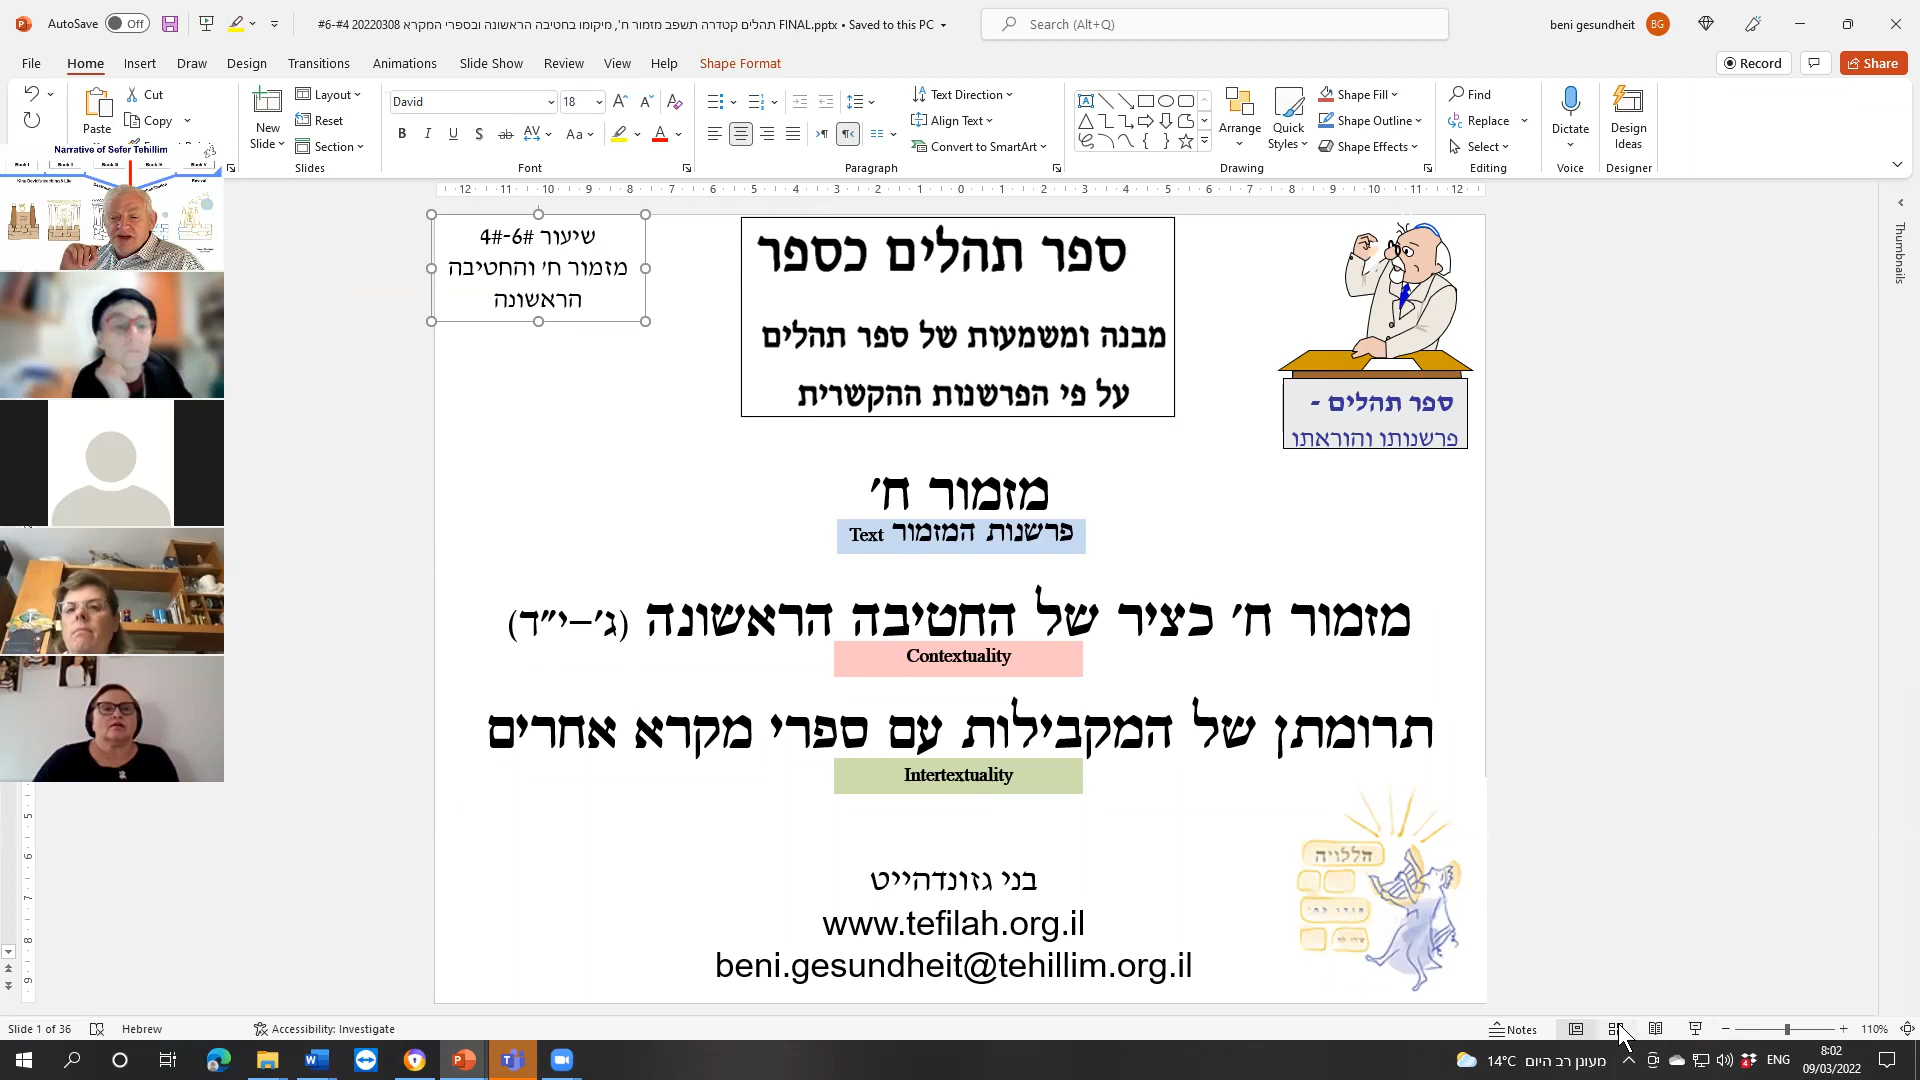 AutoSave Off
#6-#4 20220308 תהלים קטדרה תשפב מזמור ח', מיקומו בחטיבה הראשונה ובספרי המקרא FINAL.pptx • Saved to this PC
Search (Alt+Q)
beni gesundheit BG
File Home Insert Draw Design Transitions Animations Slide Show Review View Help Shape Format
Record Share
Paste Cut Copy
New Slide Layout Reset Section
David 18
Text Direction
Align Text
Convert to SmartArt
Arrange Quick Styles
Shape Fill
Shape Outline
Shape Effects
Find
Replace
Select
Dictate
Design Ideas
Slides Font Paragraph Drawing Editing Voice Designer
Narrative of Sefer Tehillim
Thumbnails
שיעור #6-#4
מזמור ח' והחטיבה
הראשונה
ספר תהלים כספר
מבנה ומשמעות של ספר תהלים
על פי הפרשנות ההקשרית
ספר תהלים -
פרשנותו והוראתו
מזמור ח'
פרשנות המזמור Text
מזמור ח' כציר של החטיבה הראשונה (ג'–י"ד)
Contextuality
תרומתן של המקבילות עם ספרי מקרא אחרים
Intertextuality
הללויה
בני גזונדהייט
www.tefilah.org.il
beni.gesundheit@tehillim.org.il
Slide 1 of 36 Hebrew Accessibility: Investigate Notes 110%
14°C מעונן רב היום ENG 8:02
09/03/2022